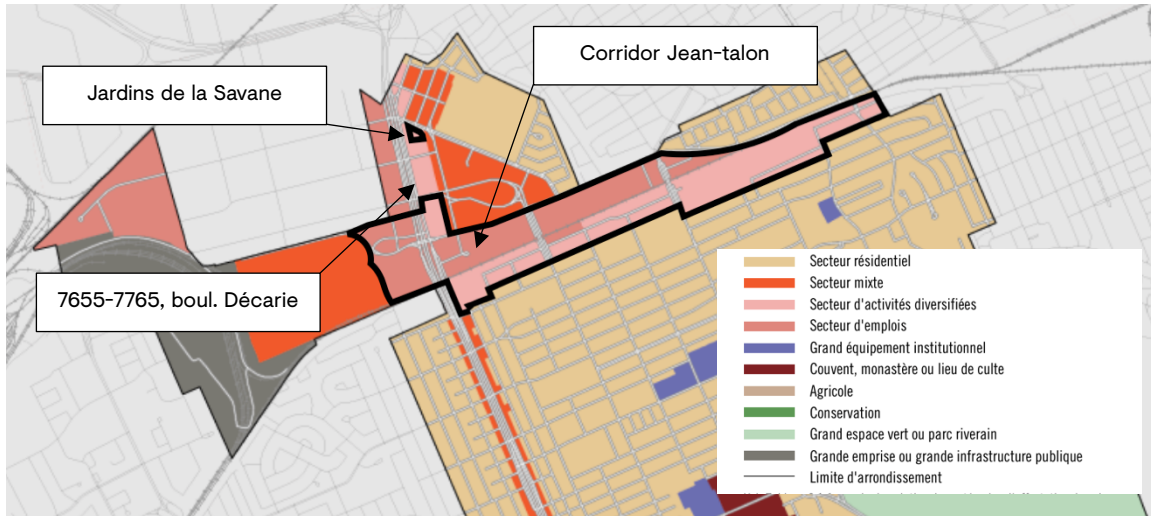 Corridor Jean-talon
Jardins de la Savane
7655-7765, boul. Décarie
Secteur résidentiel
Secteur mixte
Secteur d'activités diversifiées
Secteur d'emplois
Grand équipement institutionnel
Couvent, monastère ou lieu de culte
Agricole
Conservation
Grand espace vert ou parc riverain
Grande emprise ou grande infrastructure publique
Limite d'arrondissement